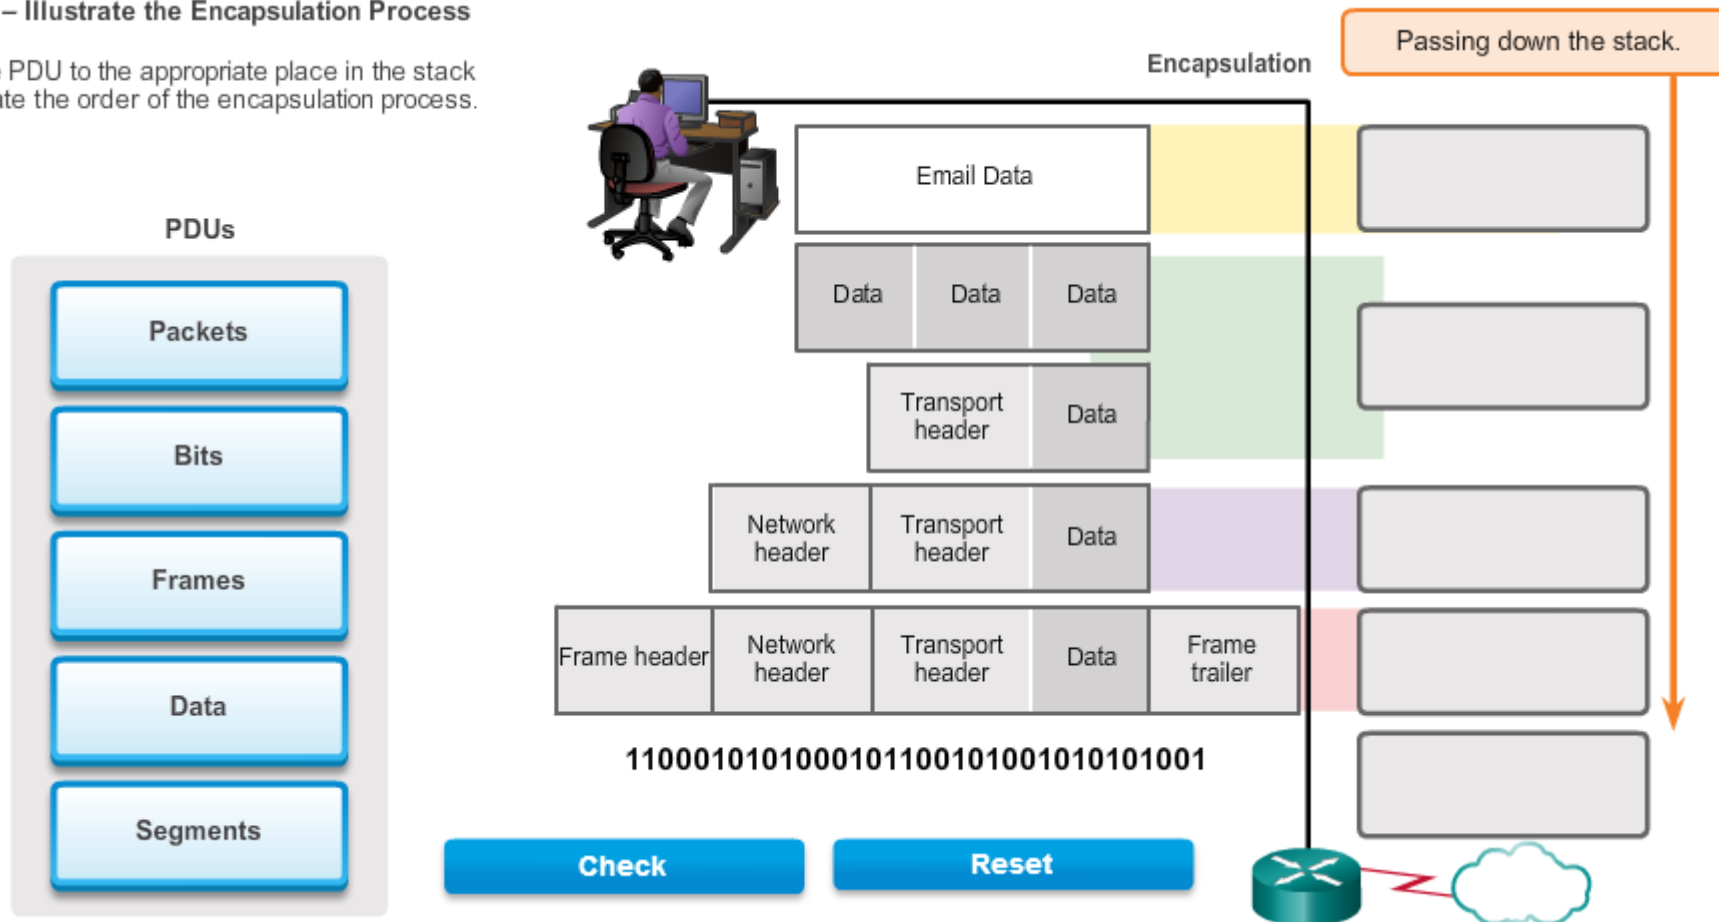 – Illustrate the Encapsulation Process
PDU to the appropriate place in the stack
the order of the encapsulation process.
PDUs
Packets
Bits
Frames
Data
Segments
Encapsulation
Passing down the stack.
Email Data
Data Data Data
Transport header Data
Network header Transport header Data
Frame header Network header Transport header Data Frame trailer
11000101010001011001010010101010 01
Check
Reset